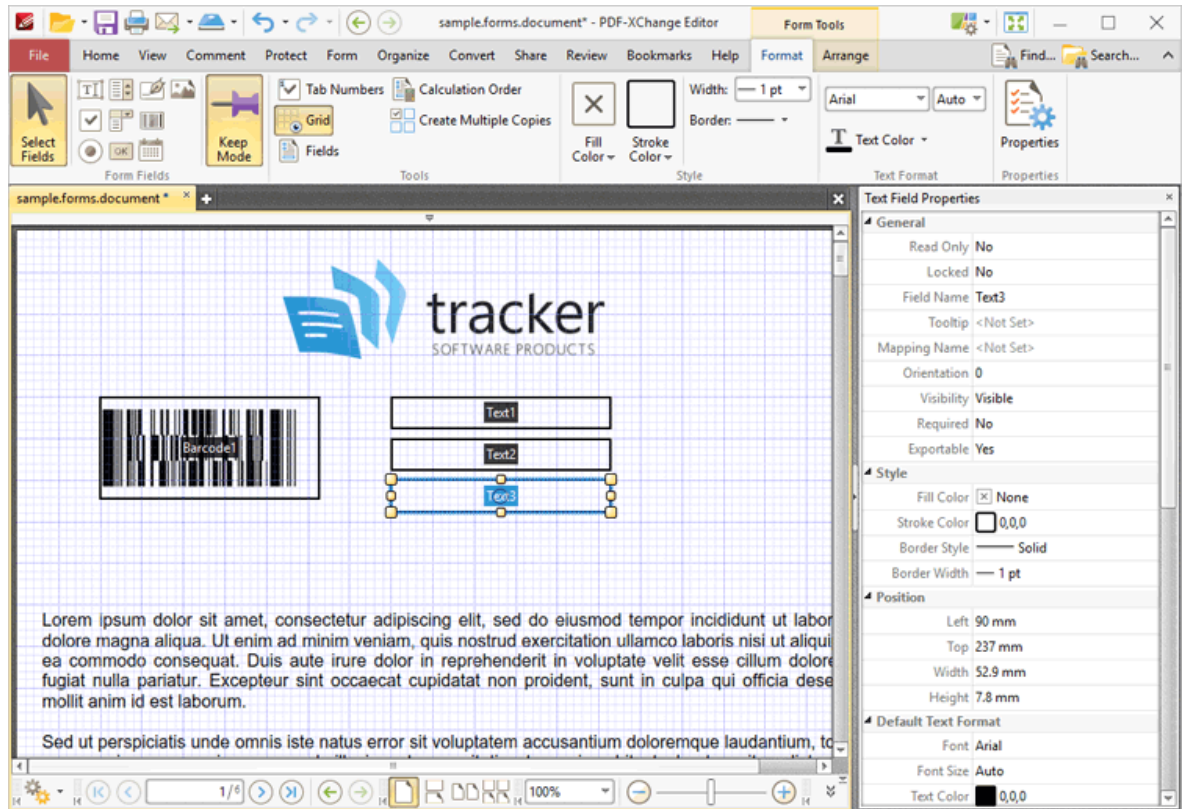 sample.forms.document* - PDF-XChange Editor
Form Tools
File Home View Comment Protect Form Organize Convert Share Review Bookmarks Help Format Arrange
Find... Search...
Select Fields
OK
Keep Mode
Form Fields
Tab Numbers
Grid
Fields
Calculation Order
Create Multiple Copies
Tools
Fill Color
Stroke Color
Width: 1 pt
Border:
Style
Arial Auto
Text Color
Text Format
Properties
Properties
sample.forms.document *
tracker
SOFTWARE PRODUCTS
Barcode1
Text1
Text2
Text3
Lorem ipsum dolor sit amet, consectetur adipiscing elit, sed do eiusmod tempor incididunt ut labor
dolore magna aliqua. Ut enim ad minim veniam, quis nostrud exercitation ullamco laboris nisi ut aliqui
ea commodo consequat. Duis aute irure dolor in reprehenderit in voluptate velit esse cillum dolore
fugiat nulla pariatur. Excepteur sint occaecat cupidatat non proident, sunt in culpa qui officia dese
mollit anim id est laborum.
Sed ut perspiciatis unde omnis iste natus error sit voluptatem accusantium doloremque laudantium, to
1/6
100%
Text Field Properties
General
Read Only No
Locked No
Field Name Text3
Tooltip <Not Set>
Mapping Name <Not Set>
Orientation 0
Visibility Visible
Required No
Exportable Yes
Style
Fill Color None
Stroke Color 0,0,0
Border Style Solid
Border Width 1 pt
Position
Left 90 mm
Top 237 mm
Width 52.9 mm
Height 7.8 mm
Default Text Format
Font Arial
Font Size Auto
Text Color 0,0,0